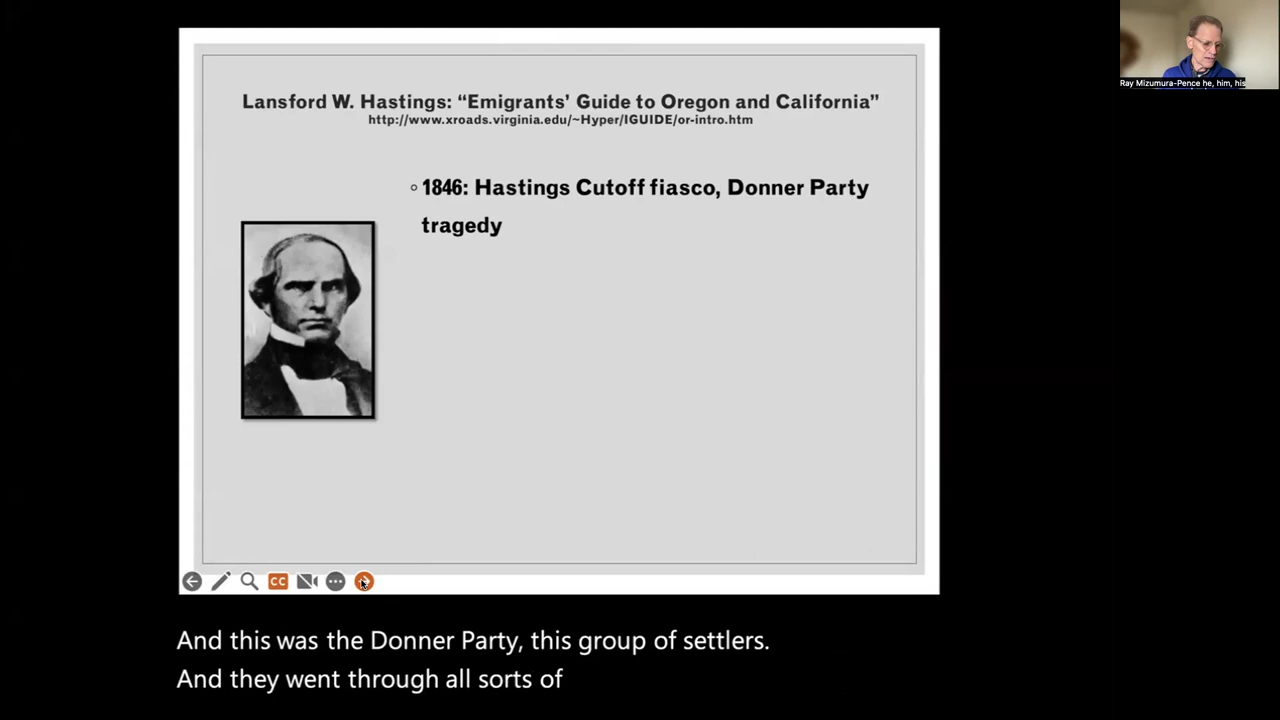 Lansford W. Hastings: “Emigrants’ Guide to Oregon and California”
http://www.xroads.virginia.edu/~Hyper/IGUIDE/or-intro.htm
1846: Hastings Cutoff fiasco, Donner Party
tragedy
CC
And this was the Donner Party, this group of settlers.
And they went through all sorts of
Ray Mizumura-Pence he, him, his